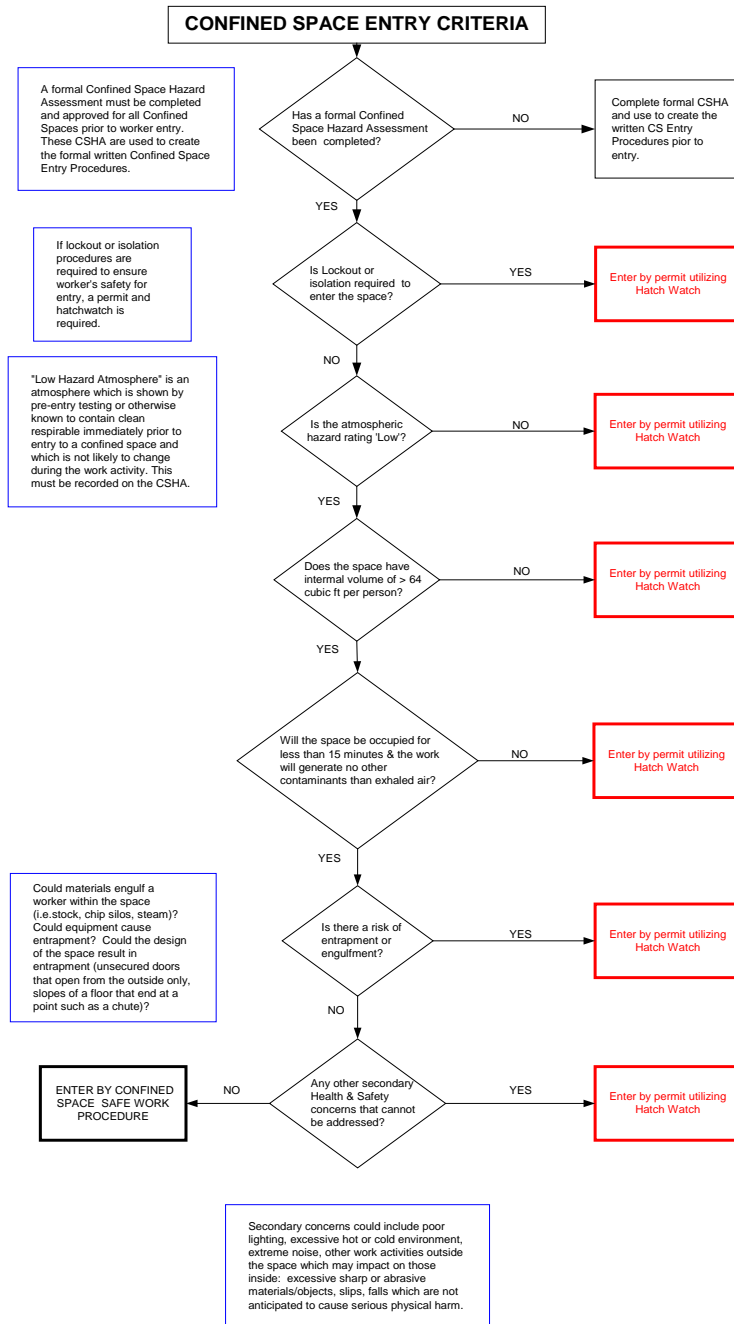 CONFINED SPACE ENTRY CRITERIA
A formal Confined Space Hazard
Assessment must be completed
and approved for all Confined
Spaces prior to worker entry.
These CSHA are used to create
the formal written Confined Space
Entry Procedures.
Has a formal Confined
Space Hazard Assessment
been completed?
NO
Complete formal CSHA
and use to create the
written CS Entry
Procedures pior to
entry.
YES
If lockout or isolation
procedures are
required to ensure
worker's safety for
entry, a permit and
hatchwatch is
required.
Is Lockout or
isolation required to
enter the space?
YES
Enter by permit utilizing
Hatch Watch
NO
"Low Hazard Atmosphere" is an
atmosphere which is shown by
pre-entry testing or otherwise
known to contain clean
respirable immediately prior to
entry to a confined space and
which is not likely to change
during the work activity. This
must be recorded on the CSHA.
Is the atmospheric
hazard rating 'Low'?
NO
Enter by permit utilizing
Hatch Watch
YES
Does the space have
internal volume of > 64
cubic ft per person?
NO
Enter by permit utilizing
Hatch Watch
YES
Will the space be occupied for
less than 15 minutes & the work
will generate no other
contaminants than exhaled air?
NO
Enter by permit utilizing
Hatch Watch
YES
Could materials engulf a
worker within the space
(i.e.stock, chip silos, steam)?
Could equipment cause
entrapment? Could the design
of the space result in
entrapment (unsecured doors
that open from the outside only,
slopes of a floor that end at a
point such as a chute)?
Is there a risk of
entrapment or
engulfment?
YES
Enter by permit utilizing
Hatch Watch
NO
Any other secondary
Health & Safety
concerns that cannot
be addressed?
NO
ENTER BY CONFINED
SPACE SAFE WORK
PROCEDURE
YES
Enter by permit utilizing
Hatch Watch
Secondary concerns could include poor
lighting, excessive hot or cold environment,
extreme noise, other work activities outside
the space which may impact on those
inside: excessive sharp or abrasive
materials/objects, slips, falls which are not
anticipated to cause serious physical harm.